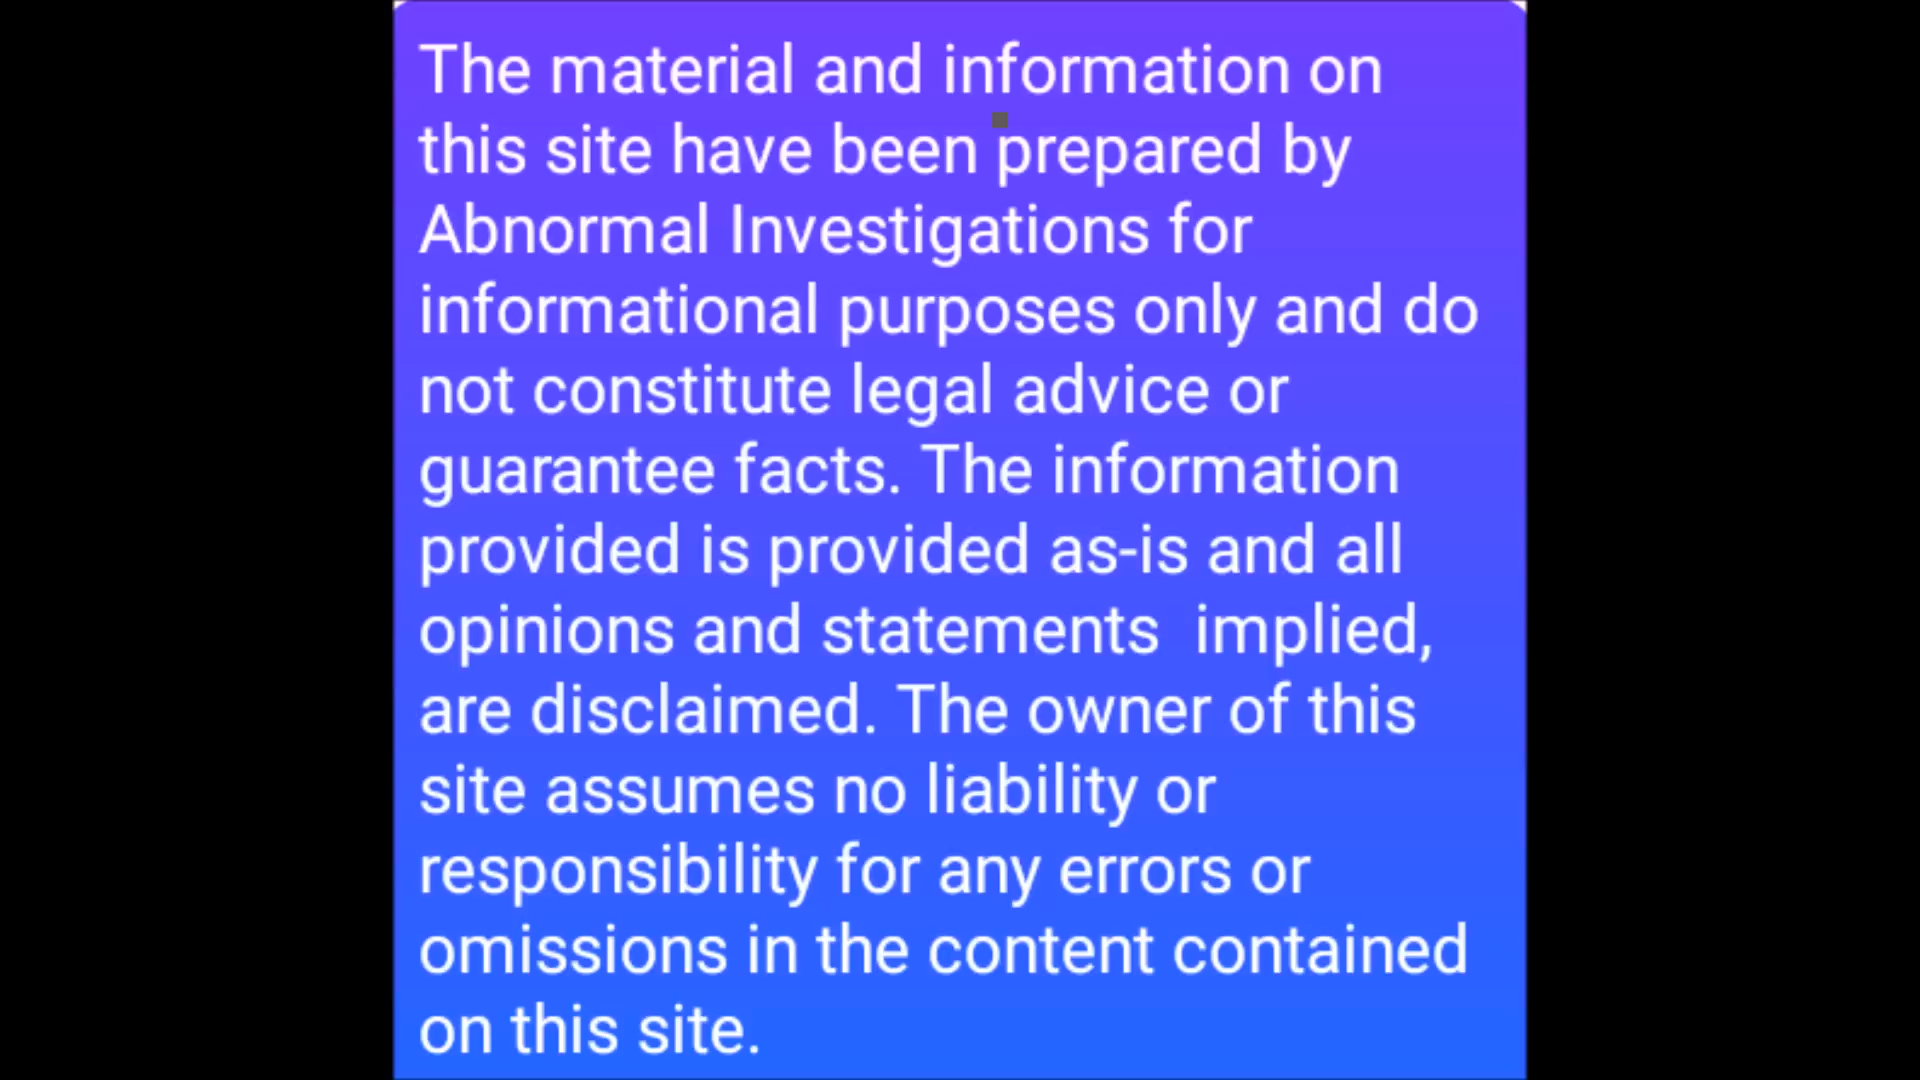 The material and information on
this site have been prepared by
Abnormal Investigations for
informational purposes only and do
not constitute legal advice or
guarantee facts. The information
provided is provided as-is and all
opinions and statements  implied,
are disclaimed. The owner of this
site assumes no liability or
responsibility for any errors or
omissions in the content contained
on this site.